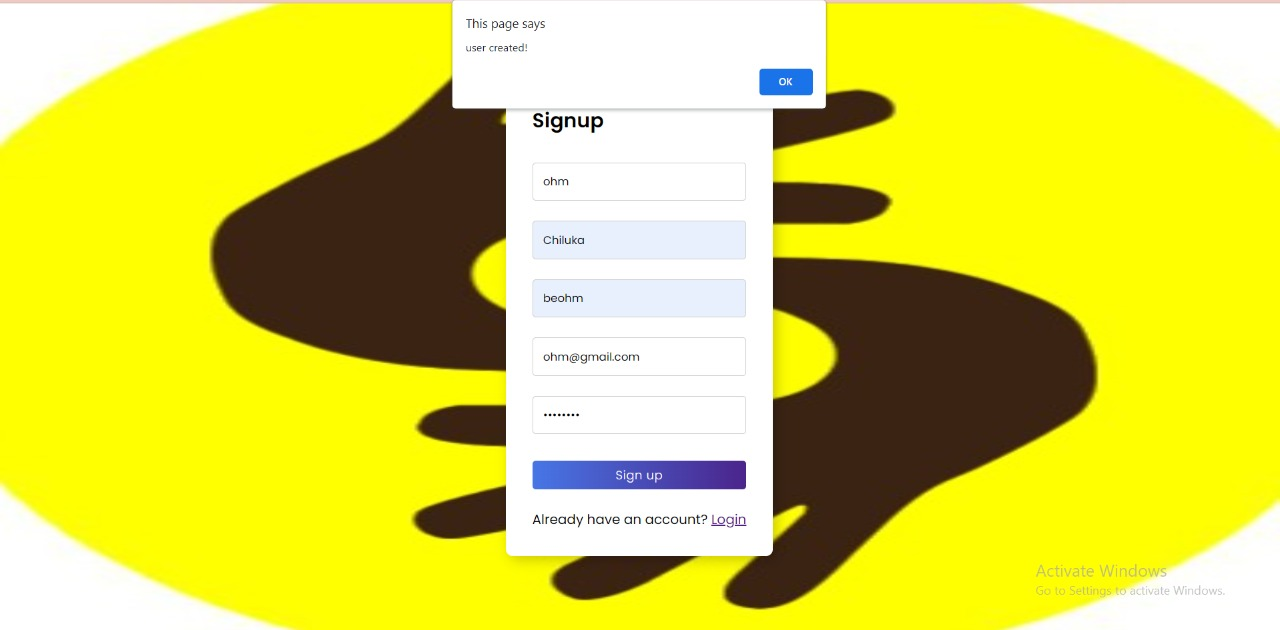 This page says
user created!
OK
Signup
ohm
Chiluka
beohm
ohm@gmail.com
••••••••
Sign up
Already have an account? Login
Activate Windows
Go to Settings to activate Windows.